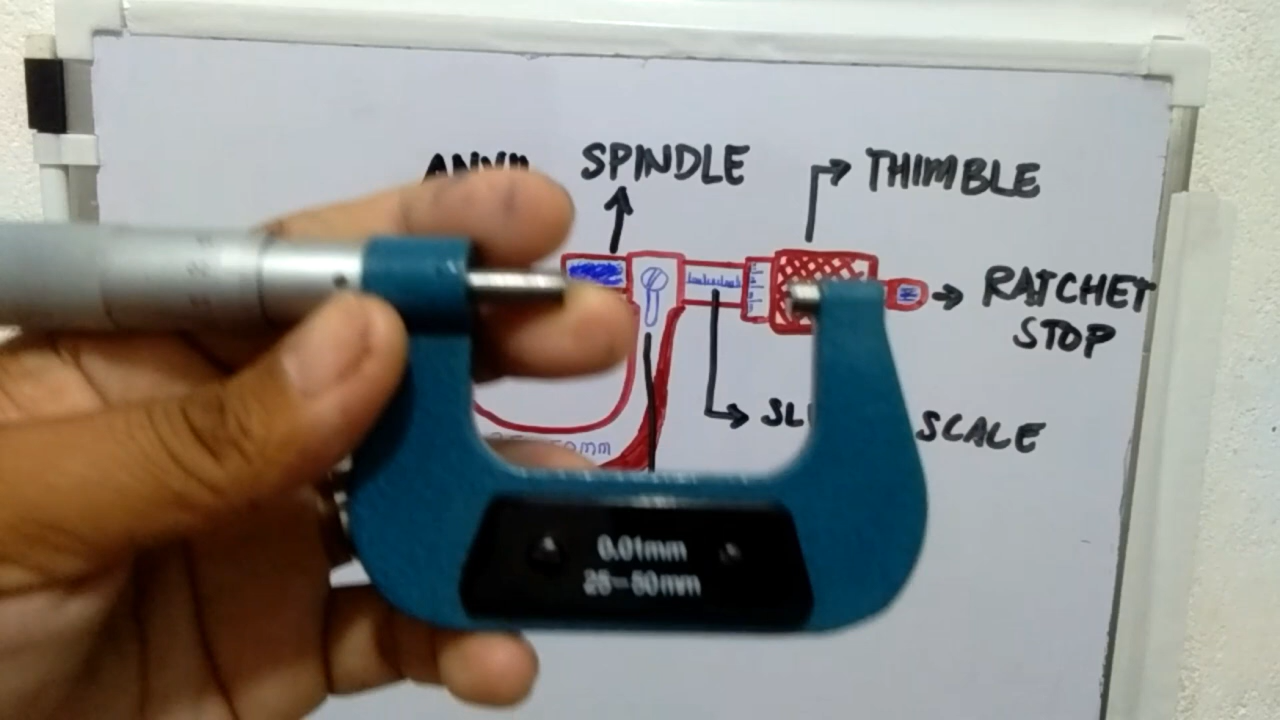 SPINDLE
THIMBLE
RATCHET
STOP
SCALE
0.01mm
25-50mm